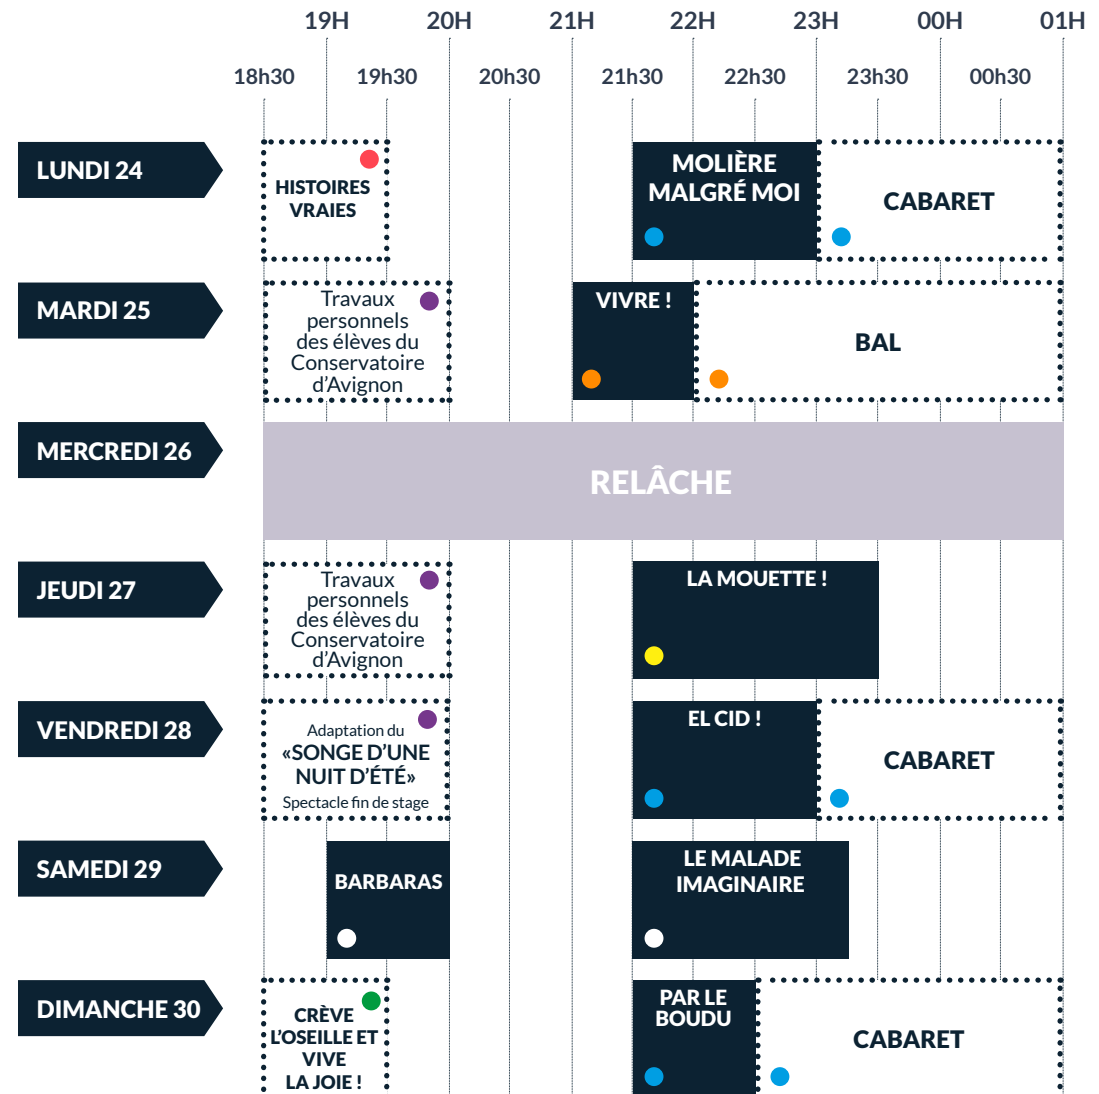 19H 20H 21H 22H 23H 00H 01H
18h30 19h30 20h30 21h30 22h30 23h30 00h30
LUNDI 24
HISTOIRES
VRAIES
MOLIÈRE
MALGRÉ MOI
CABARET
MARDI 25
Travaux
personnels
des élèves du
Conservatoire
d’Avignon
VIVRE !
BAL
MERCREDI 26
RELÂCHE
JEUDI 27
Travaux
personnels
des élèves du
Conservatoire
d’Avignon
LA MOUETTE !
VENDREDI 28
Adaptation du
«SONGE D’UNE
NUIT D’ÉTÉ»
Spectacle fin de stage
EL CID !
CABARET
SAMEDI 29
BARBARAS
LE MALADE
IMAGINAIRE
DIMANCHE 30
CRÈVE
L’OSEILLE ET
VIVE
LA JOIE !
PAR LE
BOUDU
CABARET